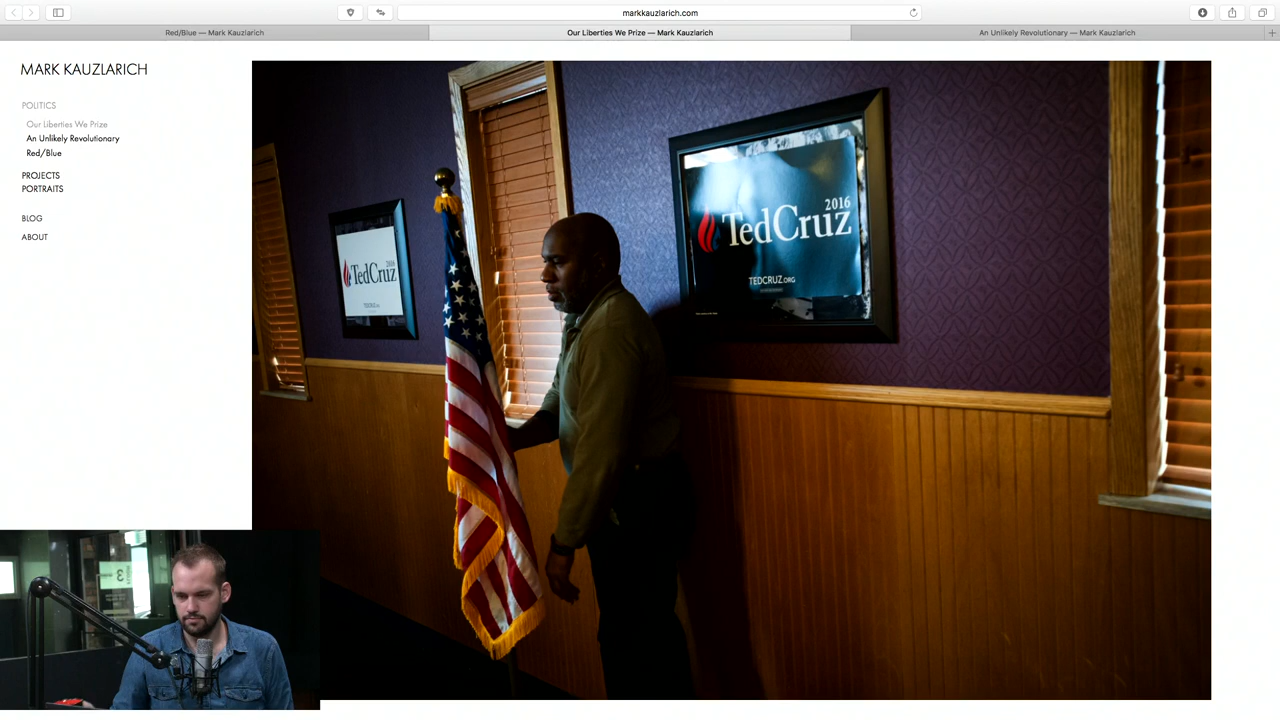 markkauzlarich.com
Red/Blue — Mark Kauzlarich
Our Liberties We Prize — Mark Kauzlarich
An Unlikely Revolutionary — Mark Kauzlarich
MARK KAUZLARICH
POLITICS
Our Liberties We Prize
An Unlikely Revolutionary
Red/Blue
PROJECTS
PORTRAITS
BLOG
ABOUT
2016
TedCruz
TEDCRUZ.ORG
2016
TedCruz
3